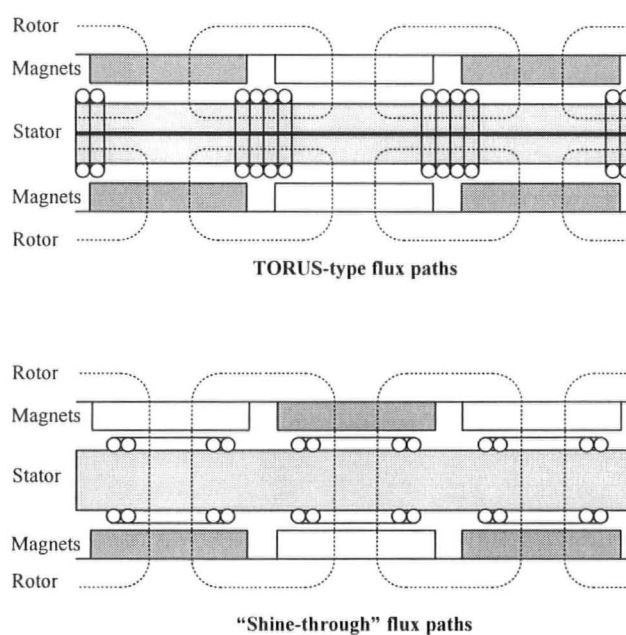 Rotor
Magnets
Stator
Magnets
Rotor
TORUS-type flux paths
Rotor
Magnets
Stator
Magnets
Rotor
“Shine-through” flux paths